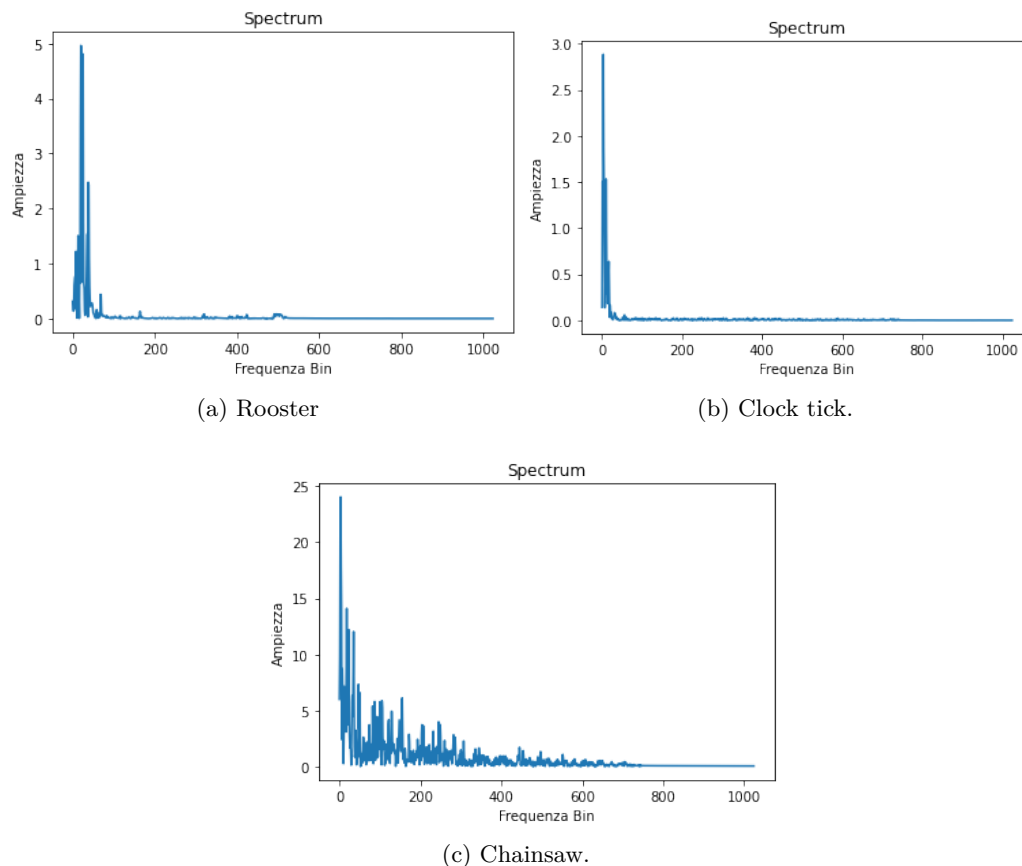 Spectrum
5
4
3
2
1
0
Ampiezza
0 200 400 600 800 1000
Frequenza Bin
(a) Rooster
Spectrum
3.0
2.5
2.0
1.5
1.0
0.5
0.0
Ampiezza
0 200 400 600 800 1000
Frequenza Bin
(b) Clock tick.
Spectrum
25
20
15
10
5
0
Ampiezza
0 200 400 600 800 1000
Frequenza Bin
(c) Chainsaw.